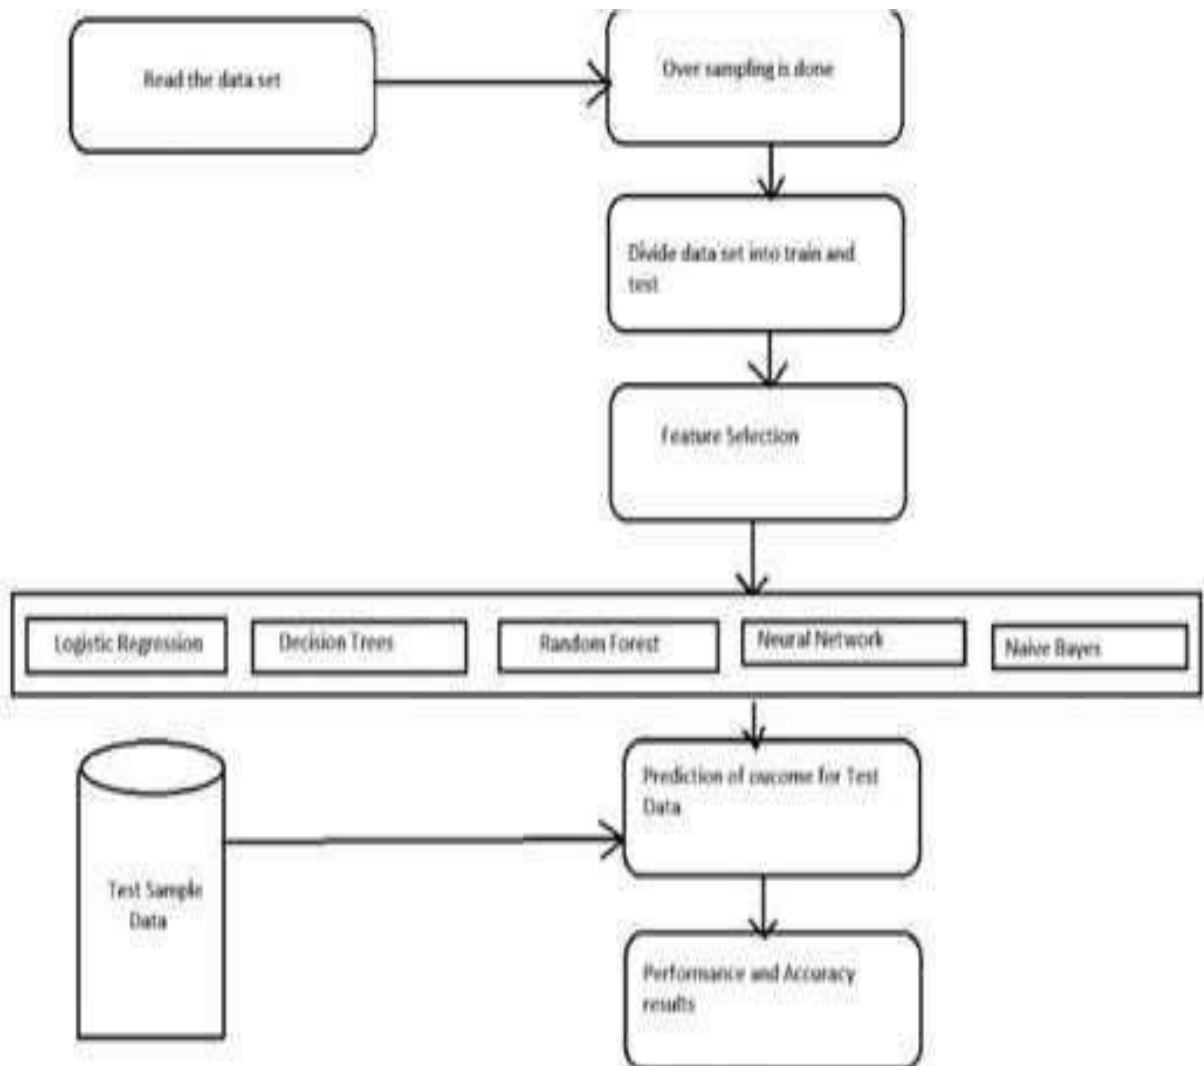 Read the data set
Over sampling is done
Divide data set into train and
test
Feature Selection
Logistic Regression
Decision Trees
Random Forest
Neural Network
Naive Bayes
Prediction of oucome for Test
Data
Test Sample
Data
Performance and Accuracy
results